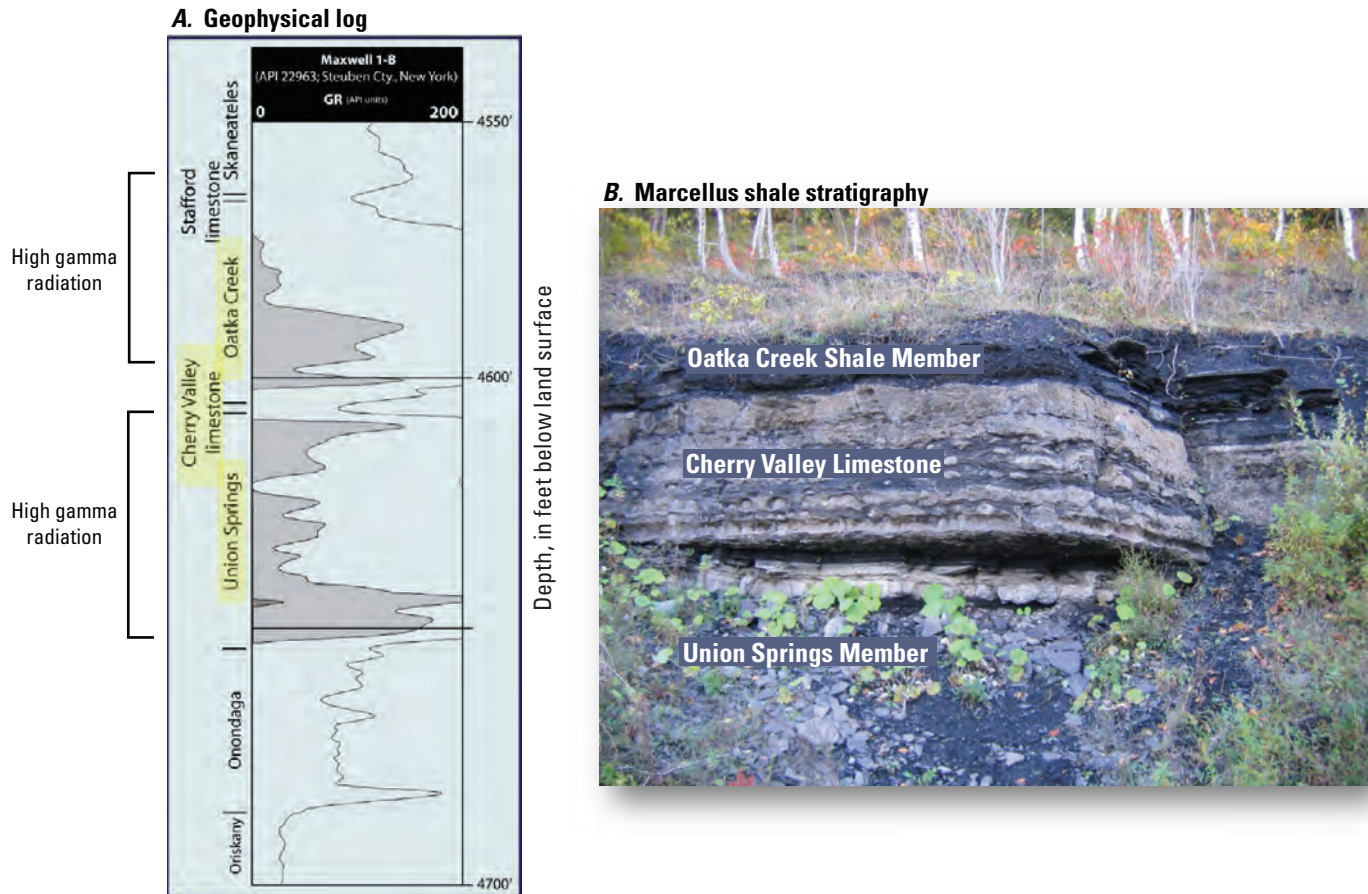 A. Geophysical log
Maxwell 1-B
(API 22963; Steuben Cty., New York)
GR (API units)
0 200
4550'
Skaneateles
Stafford
limestone
High gamma
radiation
Oatka Creek
4600'
Cherry Valley
limestone
High gamma
radiation
Union Springs
Onondaga
Oriskany
4700'
Depth, in feet below land surface
B. Marcellus shale stratigraphy
Oatka Creek Shale Member
Cherry Valley Limestone
Union Springs Member